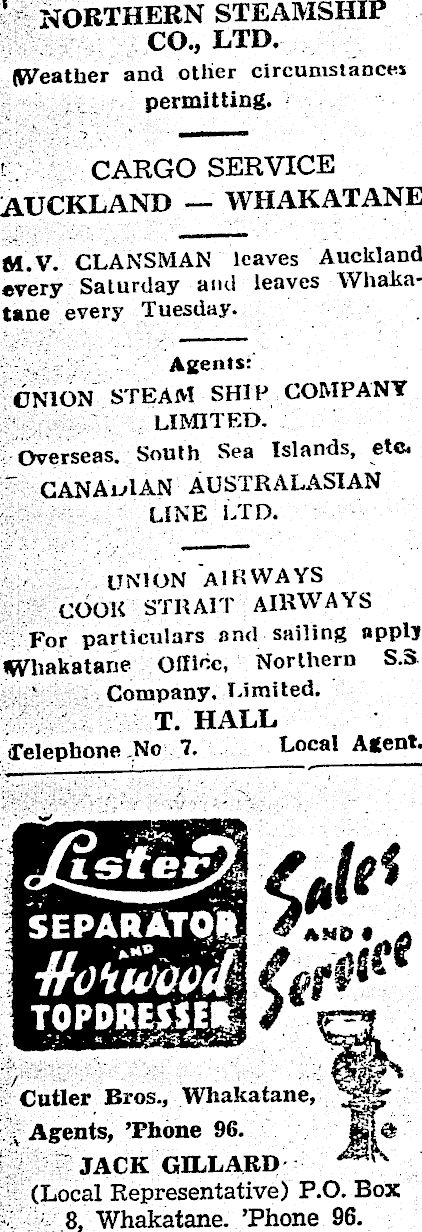 NORTHERN STEAMSHIP
CO., LTD.
(Weather and other circumstances
permitting.
CARGO SERVICE
AUCKLAND — WHAKATANE
M.V. CLANSMAN leaves Auckland
every Saturday and leaves Whaka-
tane every Tuesday.
Agents:
UNION STEAM SHIP COMPANY
LIMITED.
Overseas. South Sea Islands, etc.
CANADIAN AUSTRALASIAN
LINE LTD.
UNION AIRWAYS
COOK STRAIT AIRWAYS
For particulars and sailing apply
Whakatane Office, Northern S.S.
Company, Limited.
T. HALL
Telephone No 7. Local Agent.
Lister
SEPARATOR
AND
Horwood
TOPDRESSER
Sales
AND
Service
Cutler Bros., Whakatane,
Agents, 'Phone 96.
JACK GILLARD
(Local Representative) P.O. Box
8, Whakatane. 'Phone 96.